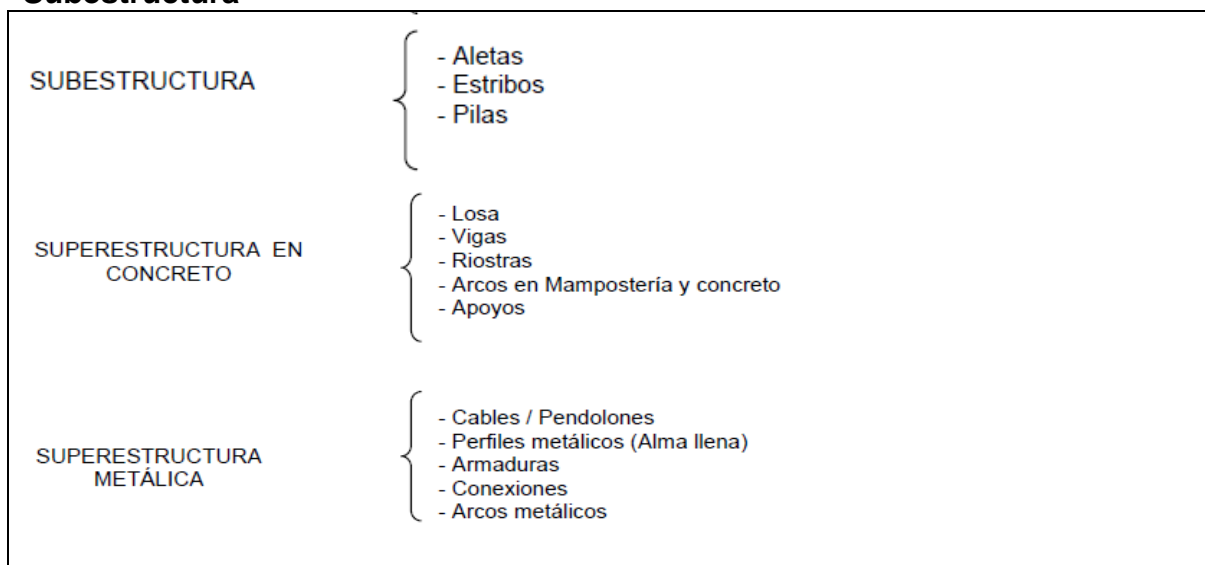 Subestructura
SUBESTRUCTURA
- Aletas
- Estribos
- Pilas
SUPERESTRUCTURA EN
CONCRETO
- Losa
- Vigas
- Riostras
- Arcos en Mampostería y concreto
- Apoyos
SUPERESTRUCTURA
METÁLICA
- Cables / Pendolones
- Perfiles metálicos (Alma llena)
- Armaduras
- Conexiones
- Arcos metálicos